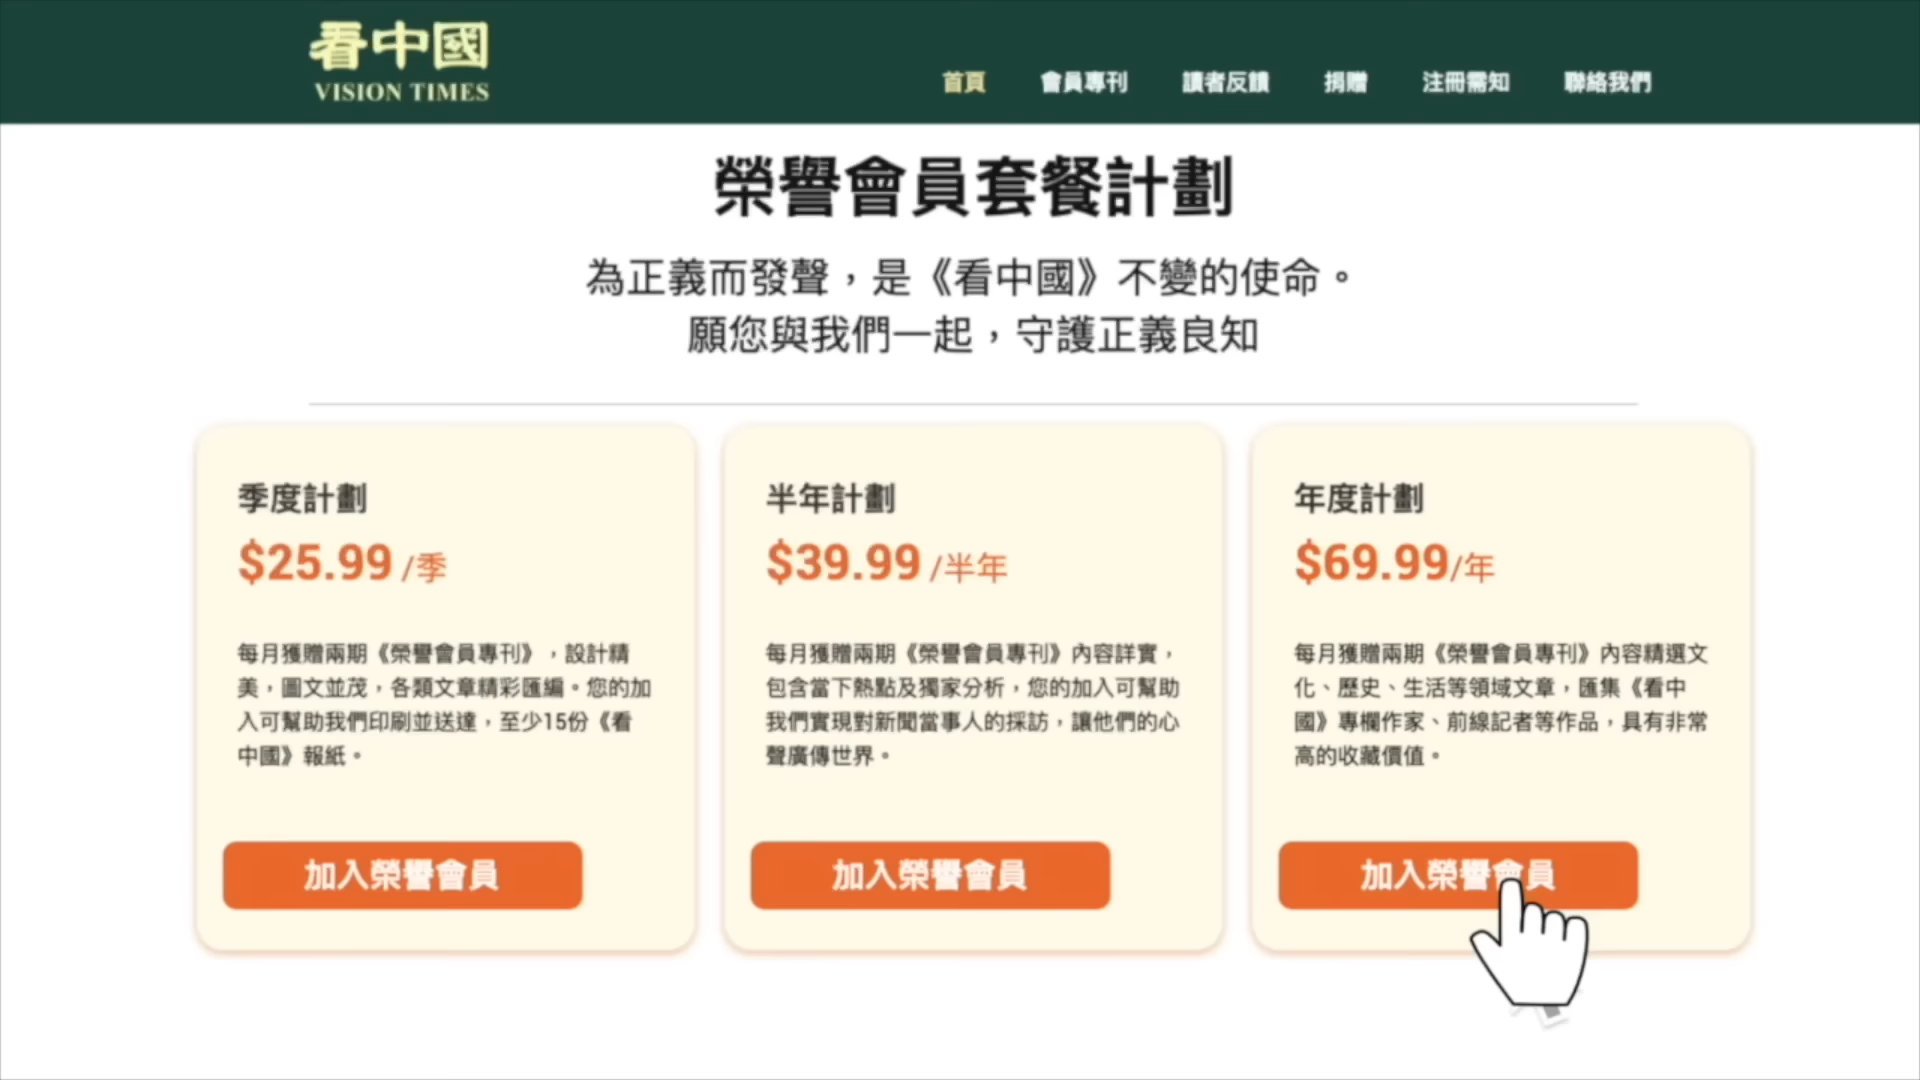 看中國
VISION TIMES
首頁 會員專刊 讀者反饋 捐贈 注冊需知 聯絡我們
榮譽會員套餐計劃
為正義而發聲，是《看中國》不變的使命。
願您與我們一起，守護正義良知
季度計劃
$25.99 /季
每月獲贈兩期《榮譽會員專刊》，設計精
美，圖文並茂，各類文章精彩匯編。您的加
入可幫助我們印刷並送達，至少15份《看
中國》報紙。
加入榮譽會員
半年計劃
$39.99 /半年
每月獲贈兩期《榮譽會員專刊》內容詳實，
包含當下熱點及獨家分析，您的加入可幫助
我們實現對新聞當事人的採訪，讓他們的心
聲廣傳世界。
加入榮譽會員
年度計劃
$69.99/年
每月獲贈兩期《榮譽會員專刊》內容精選文
化、歷史、生活等領域文章，匯集《看中
國》專欄作家、前線記者等作品，具有非常
高的收藏價值。
加入榮譽會員